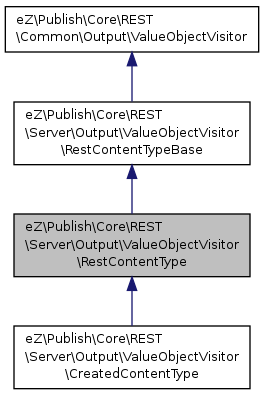 eZ\Publish\Core\REST
\Common\Output\ValueObjectVisitor
eZ\Publish\Core\REST
\Server\Output\ValueObjectVisitor
\RestContentTypeBase
eZ\Publish\Core\REST
\Server\Output\ValueObjectVisitor
\RestContentType
eZ\Publish\Core\REST
\Server\Output\ValueObjectVisitor
\CreatedContentType